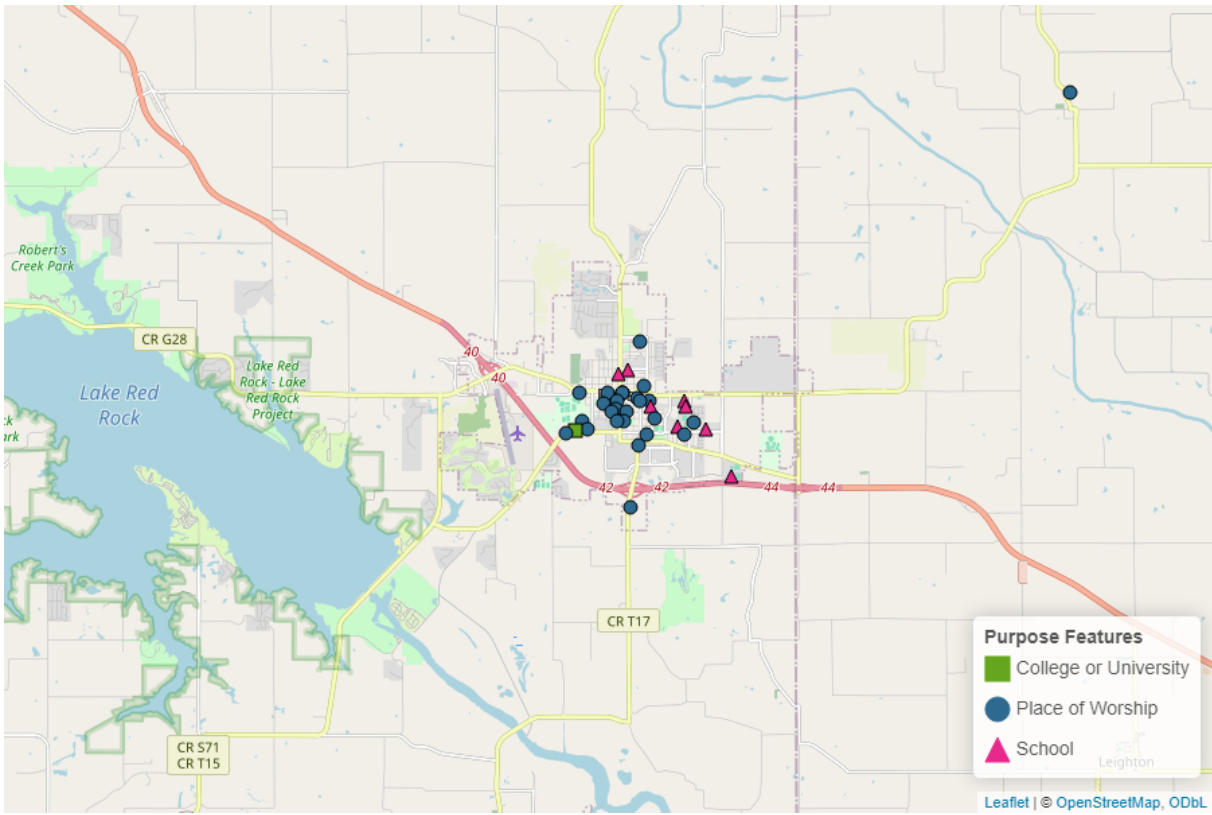 Robert's
Creek Park
CR G28
Lake Red
Rock
Lake Red
Rock - Lake
Red Rock
Project
40
40
ck
ark
42
42
44
44
CR T17
CR S71
CR T15
Purpose Features
College or University
Place of Worship
School
Leighton
Leaflet | © OpenStreetMap, ODbL